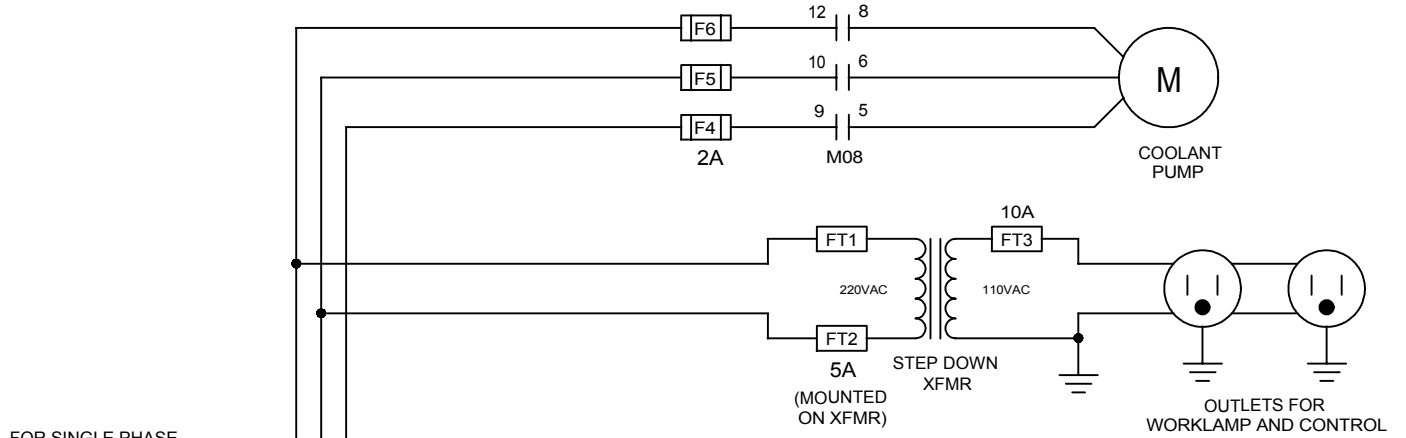 12 8
F6
10 6
F5
M
9 5
F4
2A
M08
COOLANT
PUMP
10A
FT1
FT3
220VAC
110VAC
FT2
5A
STEP DOWN
XFMR
(MOUNTED
ON XFMR)
OUTLETS FOR
WORKLAMP AND CONTROL
FOR SINGLE PHASE